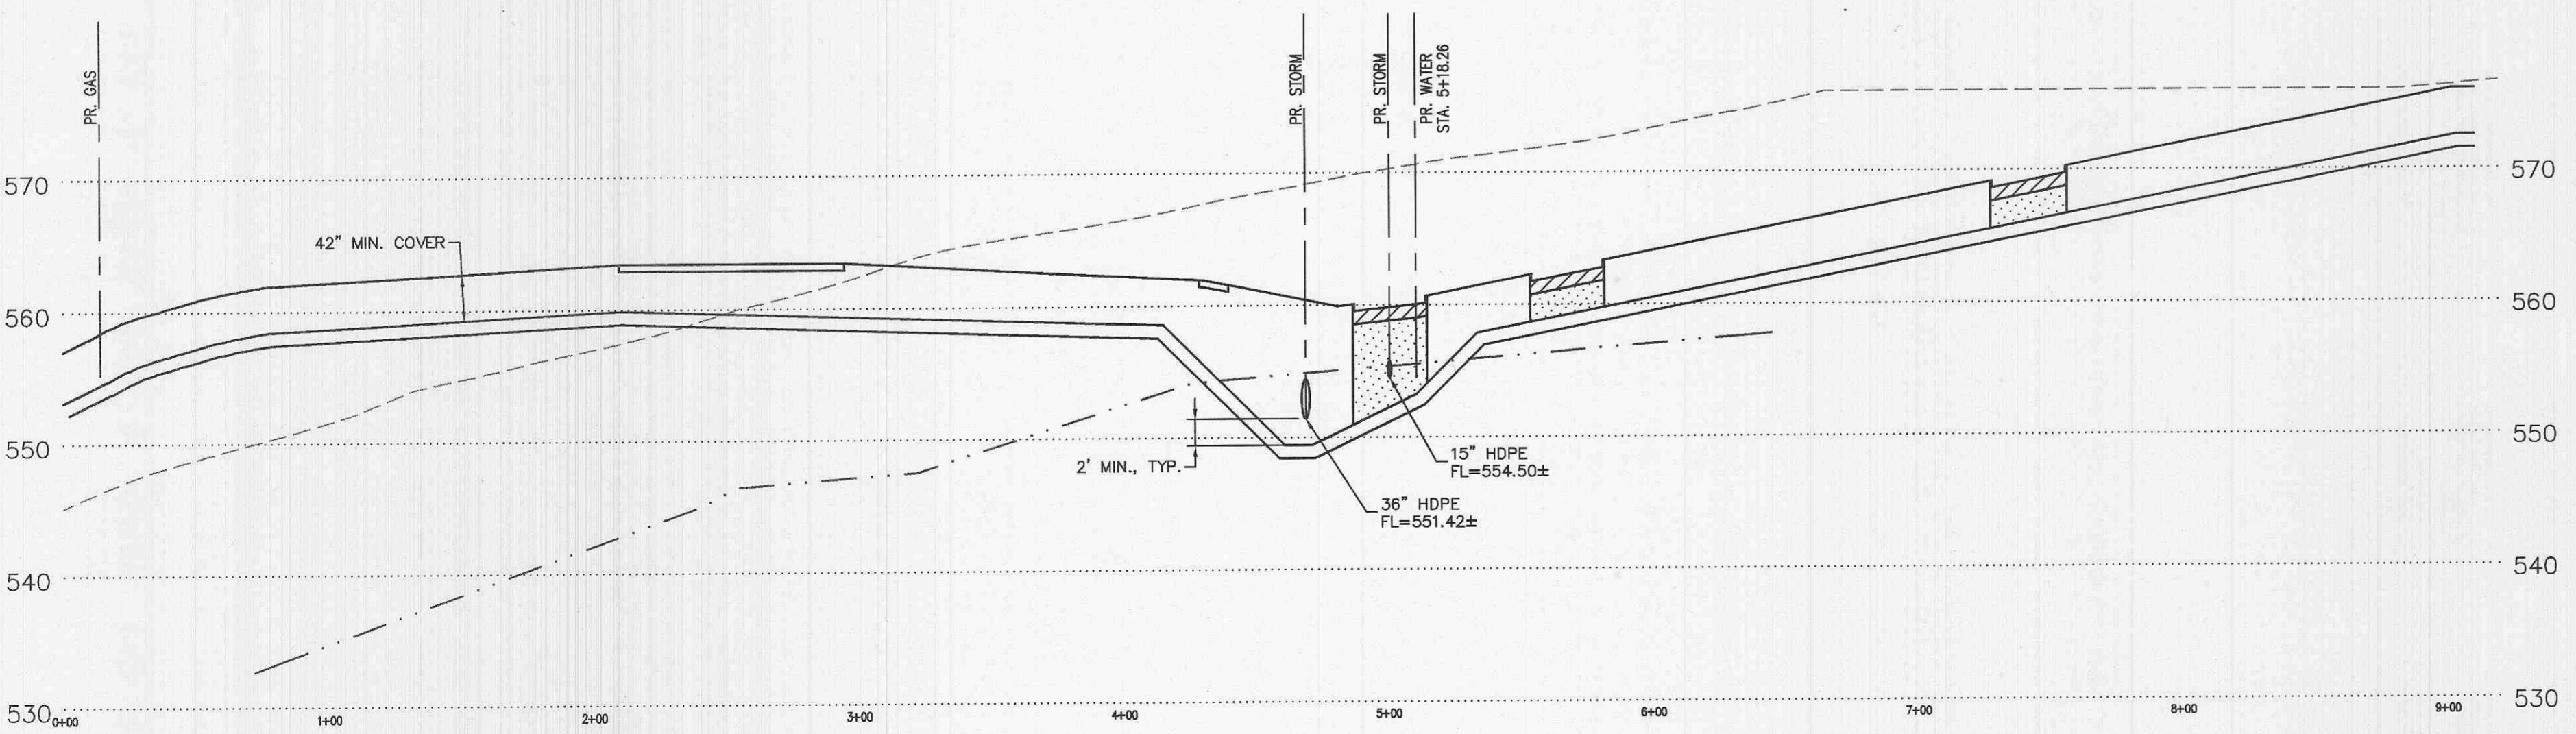 PR. GAS
PR. STORM
PR. STORM
PR. WATER
STA. 5+18.26
570
570
42" MIN. COVER
560
560
550
550
2' MIN., TYP.
15" HDPE
FL=554.50±
36" HDPE
FL=551.42±
540
540
530
530
0+00
1+00
2+00
3+00
4+00
5+00
6+00
7+00
8+00
9+00